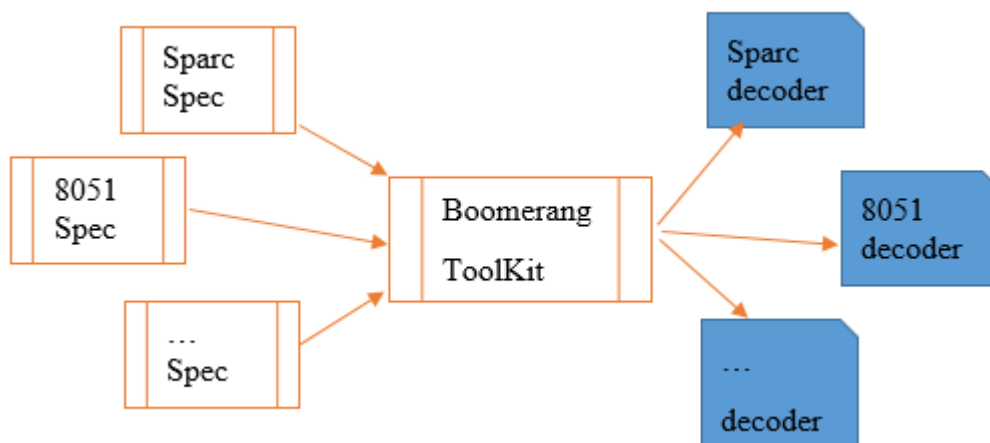 Sparc
Spec
8051
Spec
…
Spec
Boomerang
ToolKit
Sparc
decoder
8051
decoder
…
decoder